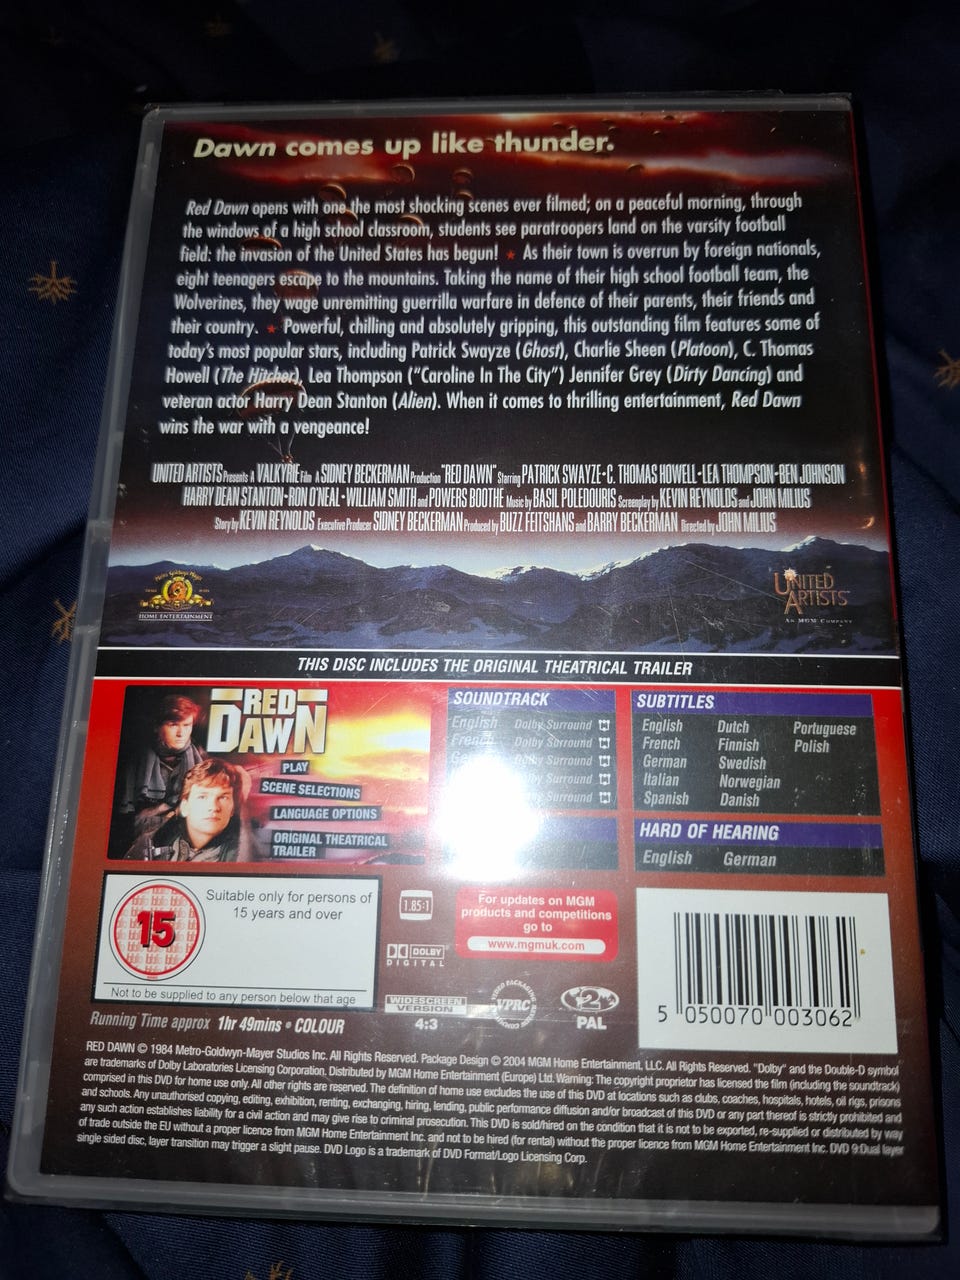 Dawn comes up like thunder.
Red Dawn opens with one the most shocking scenes ever filmed; on a peaceful morning, through
the windows of a high school classroom, students see paratroopers land on the varsity football
field: the invasion of the United States has begun! ★ As their town is overrun by foreign nationals,
eight teenagers escape to the mountains. Taking the name of their high school football team, the
Wolverines, they wage unremitting guerrilla warfare in defence of their parents, their friends and
their country. ★ Powerful, chilling and absolutely gripping, this outstanding film features some of
today's most popular stars, including Patrick Swayze (Ghost), Charlie Sheen (Platoon), C. Thomas
Howell (The Hitcher), Lea Thompson ("Caroline In The City") Jennifer Grey (Dirty Dancing) and
veteran actor Harry Dean Stanton (Alien). When it comes to thrilling entertainment, Red Dawn
wins the war with a vengeance!
UNITED ARTISTS Presents A VALKYRIE Film A SIDNEY BECKERMAN Production "RED DAWN" Starring PATRICK SWAYZE • C. THOMAS HOWELL • LEA THOMPSON • BEN JOHNSON
HARRY DEAN STANTON • RON O'NEAL • WILLIAM SMITH and POWERS BOOTHE Music by BASIL POLEDOURIS Screenplay by KEVIN REYNOLDS and JOHN MILIUS
Story by KEVIN REYNOLDS Executive Producer SIDNEY BECKERMAN Produced by BUZZ FEITSHANS and BARRY BECKERMAN Directed by JOHN MILIUS
Metro Goldwyn Mayer
HOME ENTERTAINMENT
UNITED
ARTISTS
AN MGM COMPANY
THIS DISC INCLUDES THE ORIGINAL THEATRICAL TRAILER
RED
DAWN
PLAY
SCENE SELECTIONS
LANGUAGE OPTIONS
ORIGINAL THEATRICAL
TRAILER
SOUNDTRACK
English Dolby Surround
French Dolby Surround
German Dolby Surround
Dolby Surround
Dolby Surround
SUBTITLES
English Dutch Portuguese
French Finnish Polish
German Swedish
Italian Norwegian
Spanish Danish
HARD OF HEARING
English German
15
Suitable only for persons of
15 years and over
Not to be supplied to any person below that age
1.85:1
DOLBY
DIGITAL
For updates on MGM
products and competitions
go to
www.mgmuk.com
WIDESCREEN
VERSION
4:3
VIDEO PACKAGING
VPRC
2
PAL
5 050070 003062
Running Time approx 1hr 49mins • COLOUR
RED DAWN © 1984 Metro-Goldwyn-Mayer Studios Inc. All Rights Reserved. Package Design © 2004 MGM Home Entertainment, LLC. All Rights Reserved. "Dolby" and the Double-D symbol
are trademarks of Dolby Laboratories Licensing Corporation. Distributed by MGM Home Entertainment (Europe) Ltd. Warning: The copyright proprietor has licensed the film (including the soundtrack)
comprised in this DVD for home use only. All other rights are reserved. The definition of home use excludes the use of this DVD at locations such as clubs, coaches, hospitals, hotels, oil rigs, prisons
and schools. Any unauthorised copying, editing, exhibition, renting, exchanging, hiring, lending, public performance diffusion and/or broadcast of this DVD or any part thereof is strictly prohibited and
any such action establishes liability for a civil action and may give rise to criminal prosecution. This DVD is sold/hired on the condition that it is not to be exported, re-supplied or distributed by way
of trade outside the EU without a proper licence from MGM Home Entertainment Inc. and not to be hired (for rental) without the proper licence from MGM Home Entertainment Inc. DVD 9:Dual layer
single sided disc, layer transition may trigger a slight pause. DVD Logo is a trademark of DVD Format/Logo Licensing Corp.